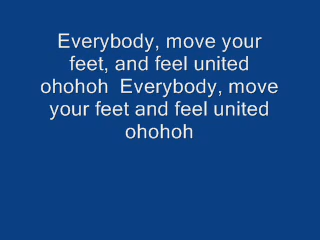 Everybody, move your
feet, and feel united
ohohoh  Everybody, move
your feet and feel united
ohohoh